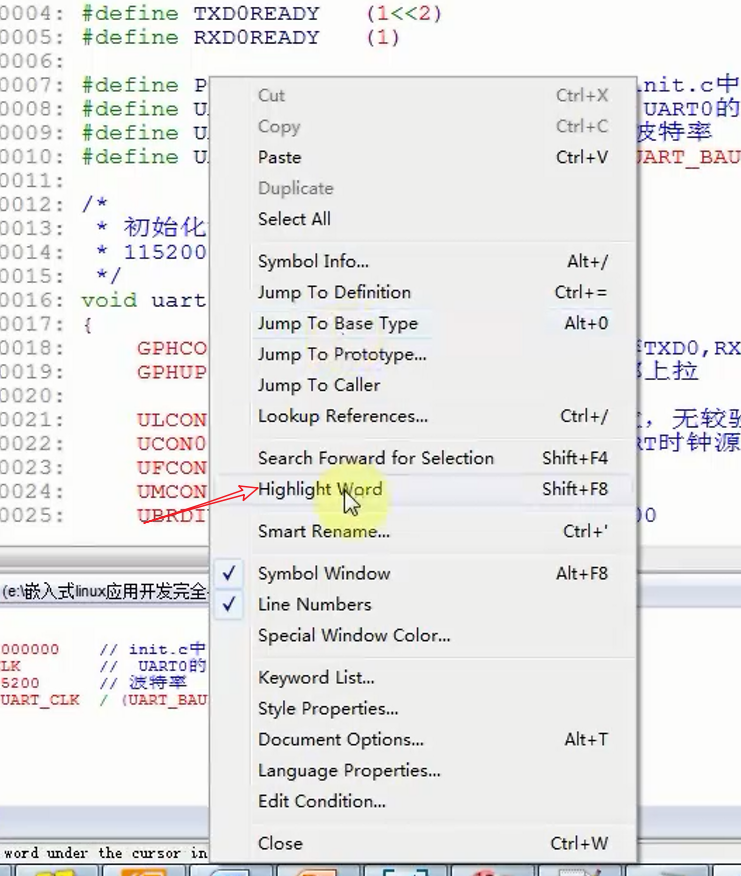 0004: #define TXD0READY (1<<2)
0005: #define RXD0READY (1)
0006:
0007: #define P nit.c中
0008: #define U UART0的
0009: #define U 波特率
0010: #define U UART_BAU
0011:
0012: /*
0013: * 初始化
0014: * 115200
0015: */
0016: void uart
0017: {
0018: GPHCO TXD0,RX
0019: GPHUP 上拉
0020:
0021: ULCON , 无较验
0022: UCON0 RT时钟源
0023: UFCON
0024: UMCON
0025: UBRDI 00
Cut Ctrl+X
Copy Ctrl+C
Paste Ctrl+V
Duplicate
Select All
Symbol Info... Alt+/
Jump To Definition Ctrl+=
Jump To Base Type Alt+0
Jump To Prototype...
Jump To Caller
Lookup References... Ctrl+/
Search Forward for Selection Shift+F4
Highlight Word Shift+F8
Smart Rename... Ctrl+'
Symbol Window Alt+F8
Line Numbers
Special Window Color...
Keyword List...
Style Properties...
Document Options... Alt+T
Language Properties...
Edit Condition...
Close Ctrl+W
(e:\嵌入式linux应用开发完全
000000 // init.c中
LK // UART0的
5200 // 波特率
UART_CLK / (UART_BAU
word under the cursor in